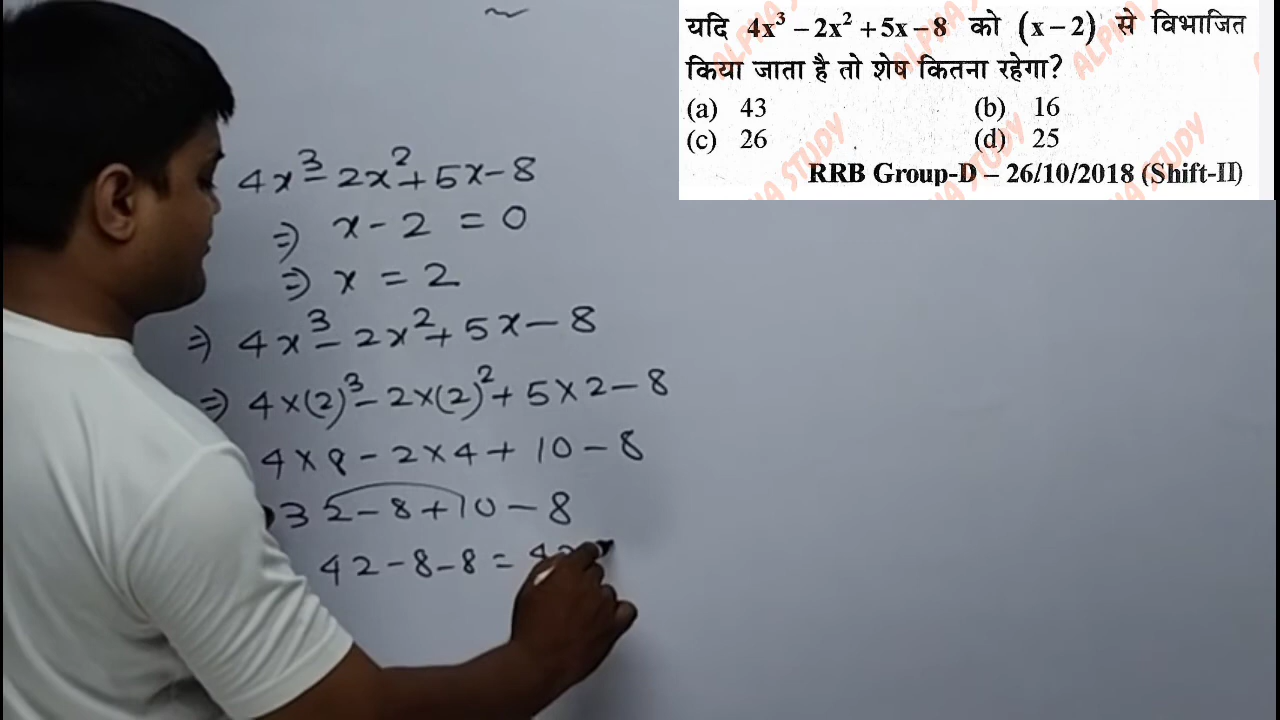 यदि 4x³ – 2x² + 5x – 8 को (x – 2) से विभाजित
किया जाता है तो शेष कितना रहेगा?
(a) 43 (b) 16
(c) 26 (d) 25
RRB Group-D – 26/10/2018 (Shift-II)
ALPHA STUDY
4x³ - 2x² + 5x - 8
⇒ x - 2 = 0
⇒ x = 2
⇒ 4x³ - 2x² + 5x - 8
⇒ 4×(2)³ - 2×(2)² + 5×2 - 8
4×8 - 2×4 + 10 - 8
32 - 8 + 10 - 8
42 - 8 - 8 =